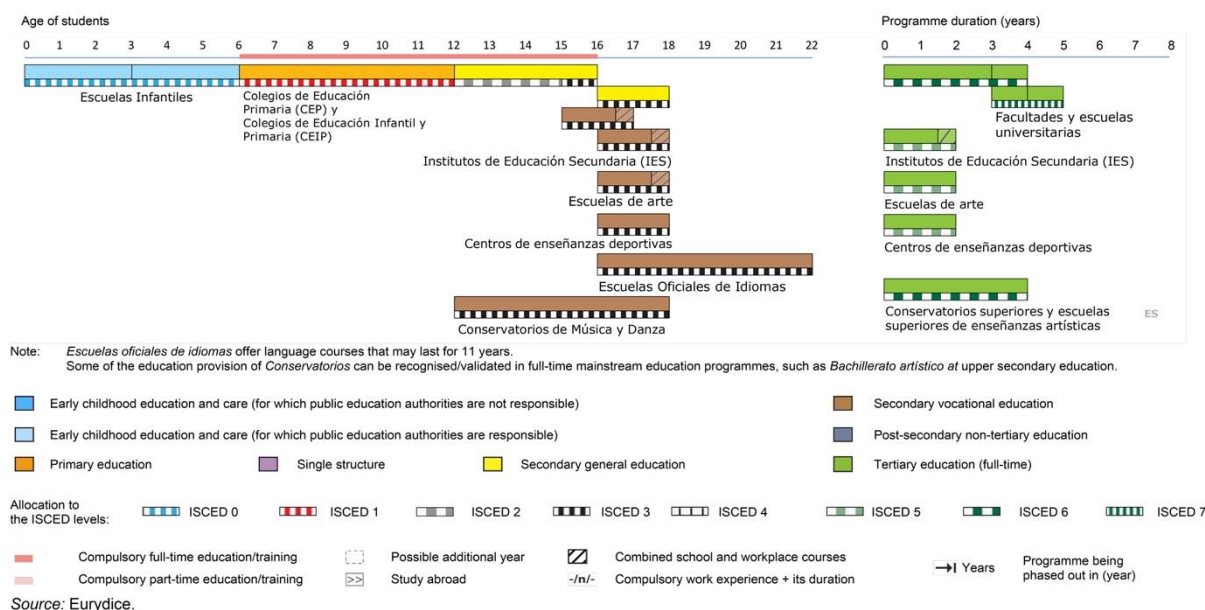 Age of students
Programme duration (years)
0 1 2 3 4 5 6 7 8 9 10 11 12 13 14 15 16 17 18 19 20 21 22
0 1 2 3 4 5 8
Escuelas Infantiles
Colegios de Educación
Primaria (CEP) y
Colegios de Educación Infantil y
Primaria (CEIP)
Facultades y escuelas
universitarias
Institutos de Educación Secundaria (IES)
Institutos de Educación Secundaria (IES)
Escuelas de arte
Escuelas de arte
Centros de enseñanzas deportivas
Centros de enseñanzas deportivas
Escuelas Oficiales de Idiomas
Conservatorios de Música y Danza
Conservatorios superiores y escuelas
superiores de enseñanzas artísticas
ES
Note: Escuelas oficiales de idiomas offer language courses that may last for 11 years.
Some of the education provision of Conservatorios can be recognised/validated in full-time mainstream education programmes, such as Bachillerato artístico at upper secondary education.
Early childhood education and care (for which public education authorities are not responsible)
Secondary vocational education
Early childhood education and care (for which public education authorities are responsible)
Post-secondary non-tertiary education
Primary education
Single structure
Secondary general education
Tertiary education (full-time)
Allocation to
the ISCED levels:
ISCED 0
ISCED 1
ISCED 2
ISCED 3
ISCED 4
ISCED 5
ISCED 6
ISCED 7
Compulsory full-time education/training
Possible additional year
Combined school and workplace courses
Compulsory part-time education/training
>> Study abroad
-/n/- Compulsory work experience + its duration
Years
Programme being
phased out in (year)
Source: Eurydice.